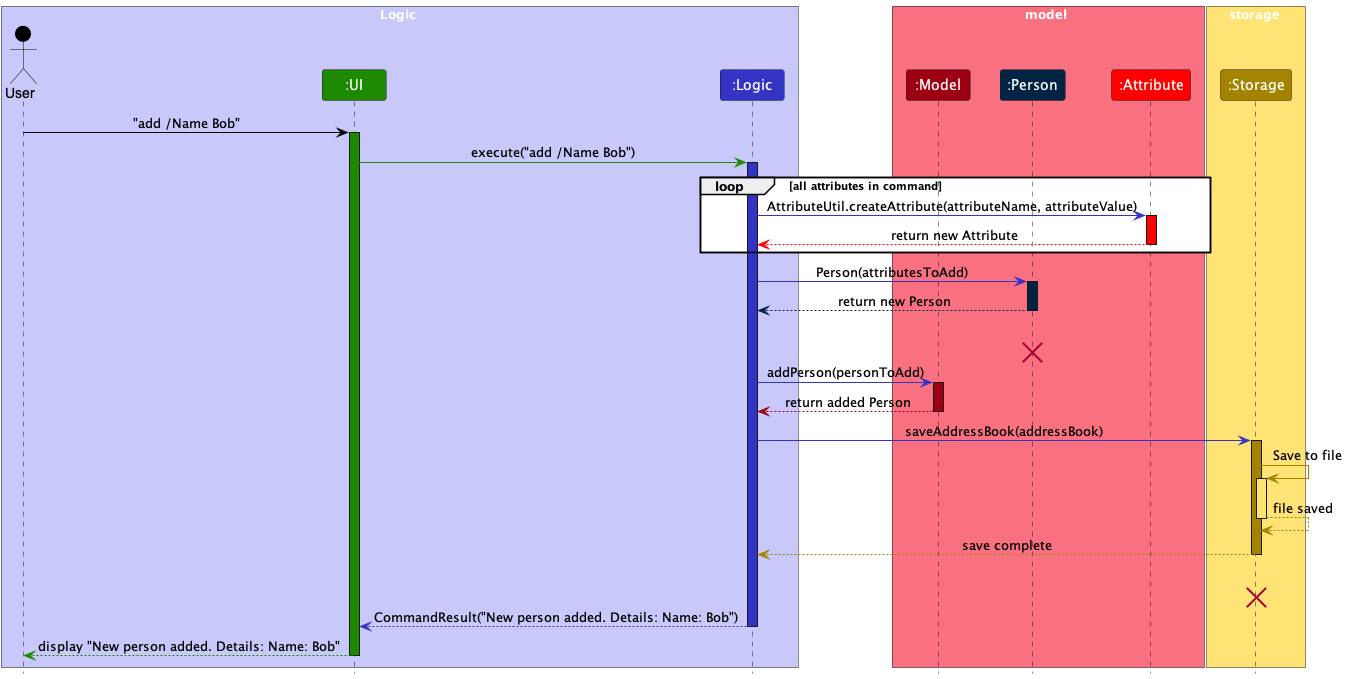 Logic
model
storage
User
:UI
:Logic
:Model
:Person
:Attribute
:Storage
"add /Name Bob"
execute("add /Name Bob")
loop
[all attributes in command]
AttributeUtil.createAttribute(attributeName, attributeValue)
return new Attribute
Person(attributesToAdd)
return new Person
addPerson(personToAdd)
return added Person
saveAddressBook(addressBook)
Save to file
file saved
save complete
CommandResult("New person added. Details: Name: Bob")
display "New person added. Details: Name: Bob"